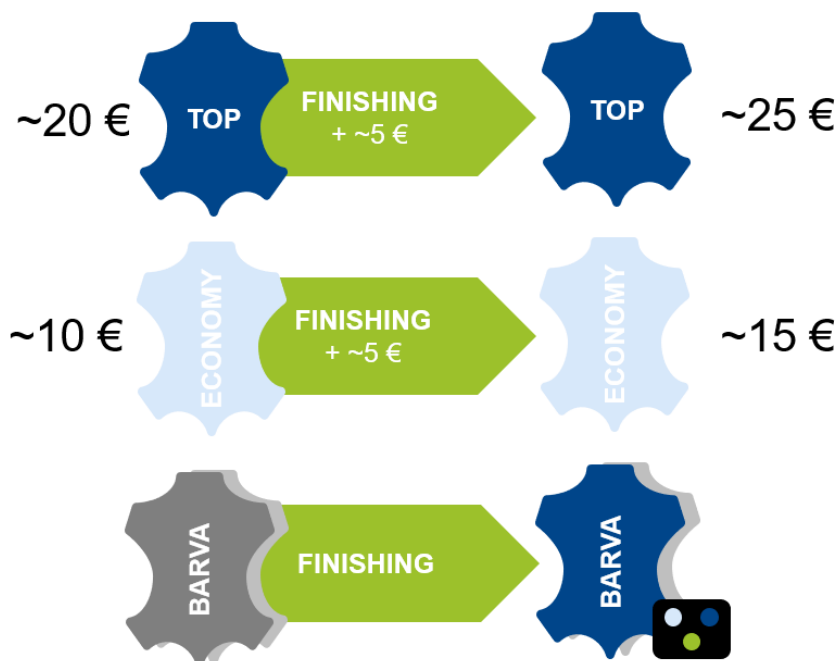 ~20 €
TOP
FINISHING
+ ~5 €
TOP
~25 €
~10 €
ECONOMY
FINISHING
+ ~5 €
ECONOMY
~15 €
BARVA
FINISHING
BARVA